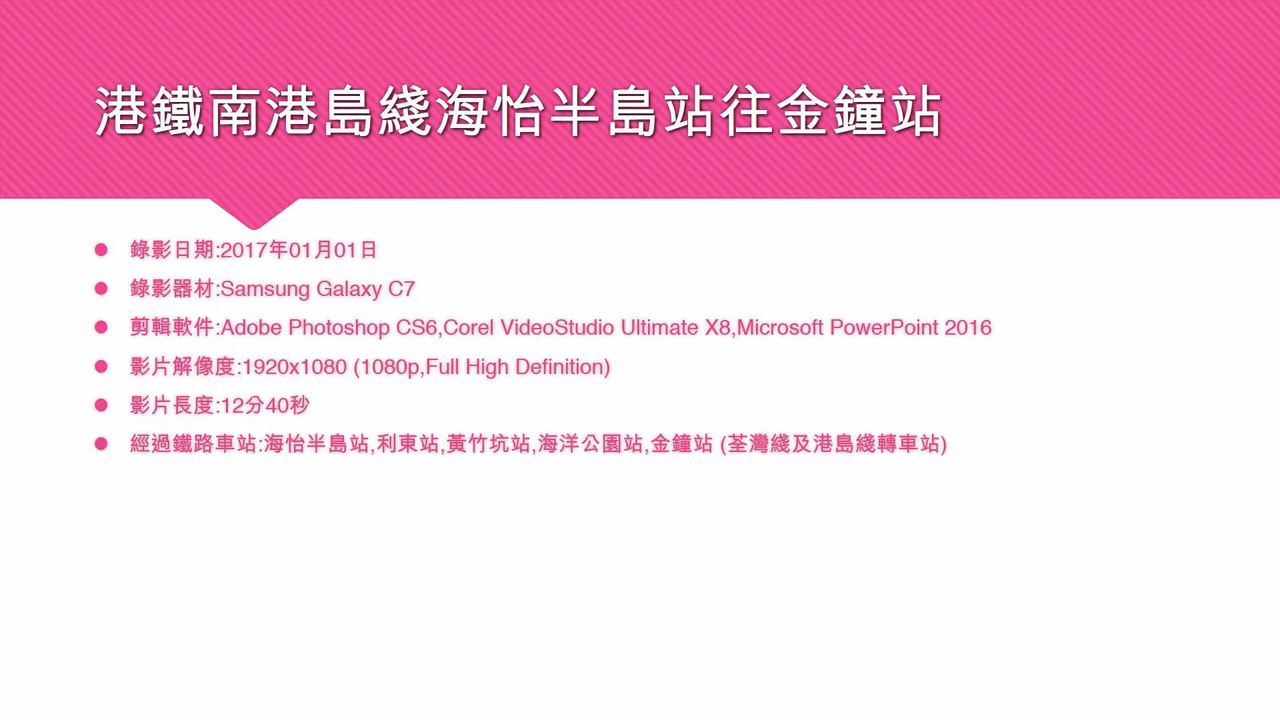 港鐵南港島綫海怡半島站往金鐘站
錄影日期:2017年01月01日
錄影器材:Samsung Galaxy C7
剪輯軟件:Adobe Photoshop CS6,Corel VideoStudio Ultimate X8,Microsoft PowerPoint 2016
影片解像度:1920x1080 (1080p,Full High Definition)
影片長度:12分40秒
經過鐵路車站:海怡半島站,利東站,黃竹坑站,海洋公園站,金鐘站 (荃灣綫及港島綫轉車站)